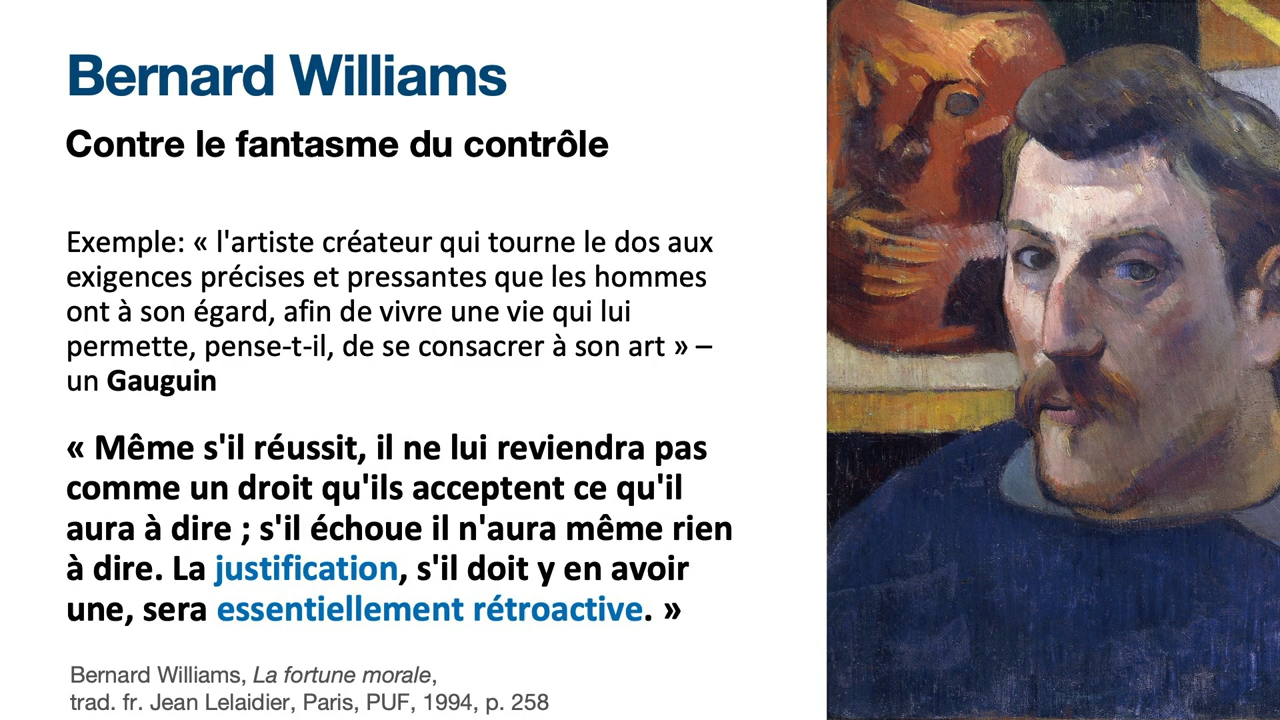 Bernard Williams
Contre le fantasme du contrôle
Exemple: « l'artiste créateur qui tourne le dos aux
exigences précises et pressantes que les hommes
ont à son égard, afin de vivre une vie qui lui
permette, pense-t-il, de se consacrer à son art » –
un Gauguin
« Même s'il réussit, il ne lui reviendra pas
comme un droit qu'ils acceptent ce qu'il
aura à dire ; s'il échoue il n'aura même rien
à dire. La justification, s'il doit y en avoir
une, sera essentiellement rétroactive. »
Bernard Williams, La fortune morale,
trad. fr. Jean Lelaidier, Paris, PUF, 1994, p. 258